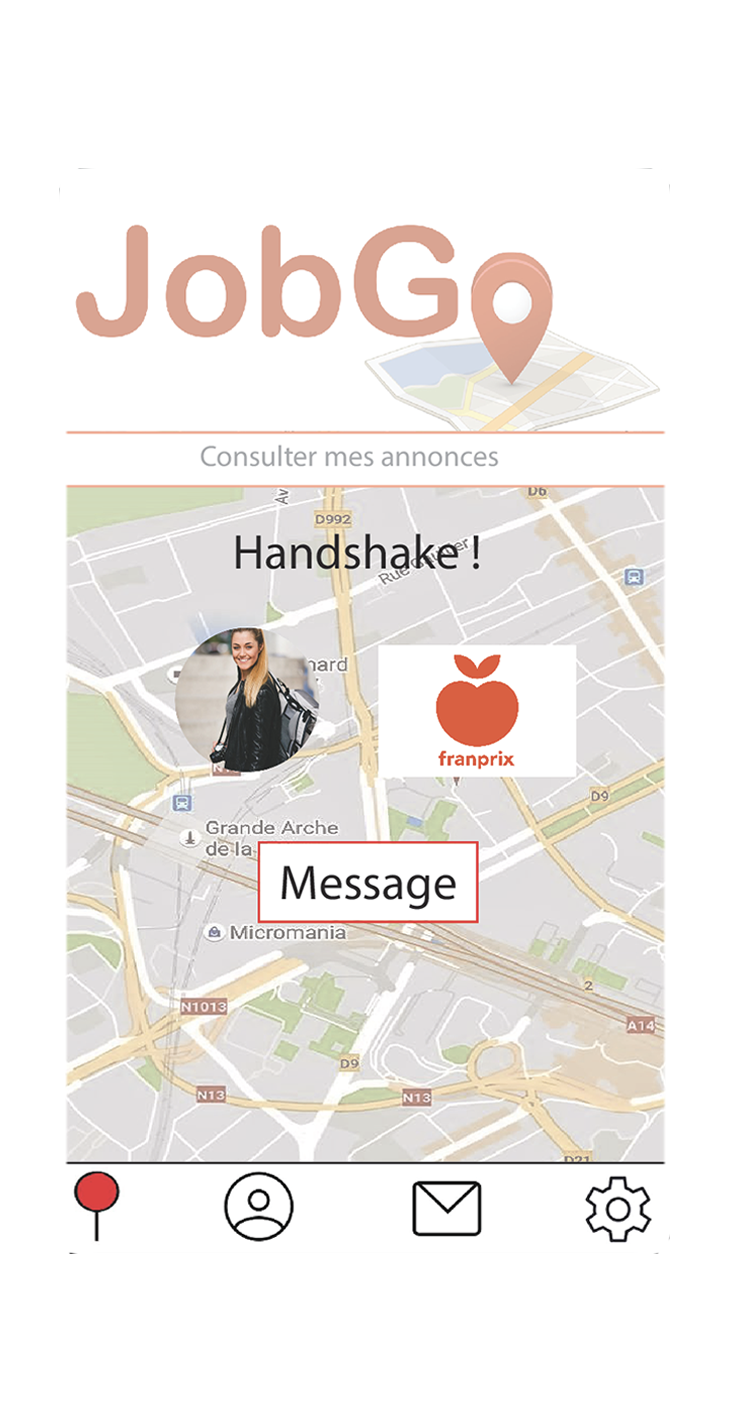 JobGo
Consulter mes annonces
Av
D6
D992
Handshake !
Rue
nard
franprix
D9
Grande Arche
de la
Message
Micromania
N1013
2
A14
D9
N13
N13
D21